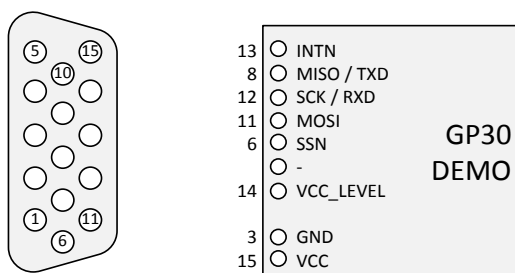 5 15
10
1 11
6
13 INTN
8 MISO / TXD
12 SCK / RXD
11 MOSI
6 SSN
-
14 VCC_LEVEL
3 GND
15 VCC
GP30
DEMO